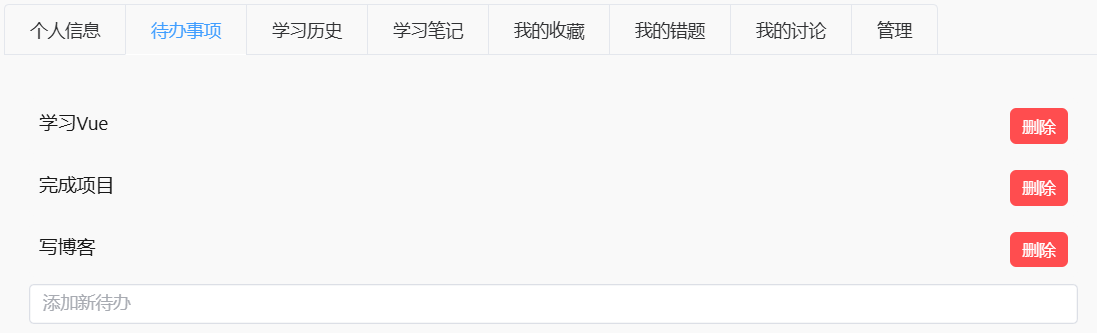 个人信息 待办事项 学习历史 学习笔记 我的收藏 我的错题 我的讨论 管理
学习Vue 删除
完成项目 删除
写博客 删除
添加新待办